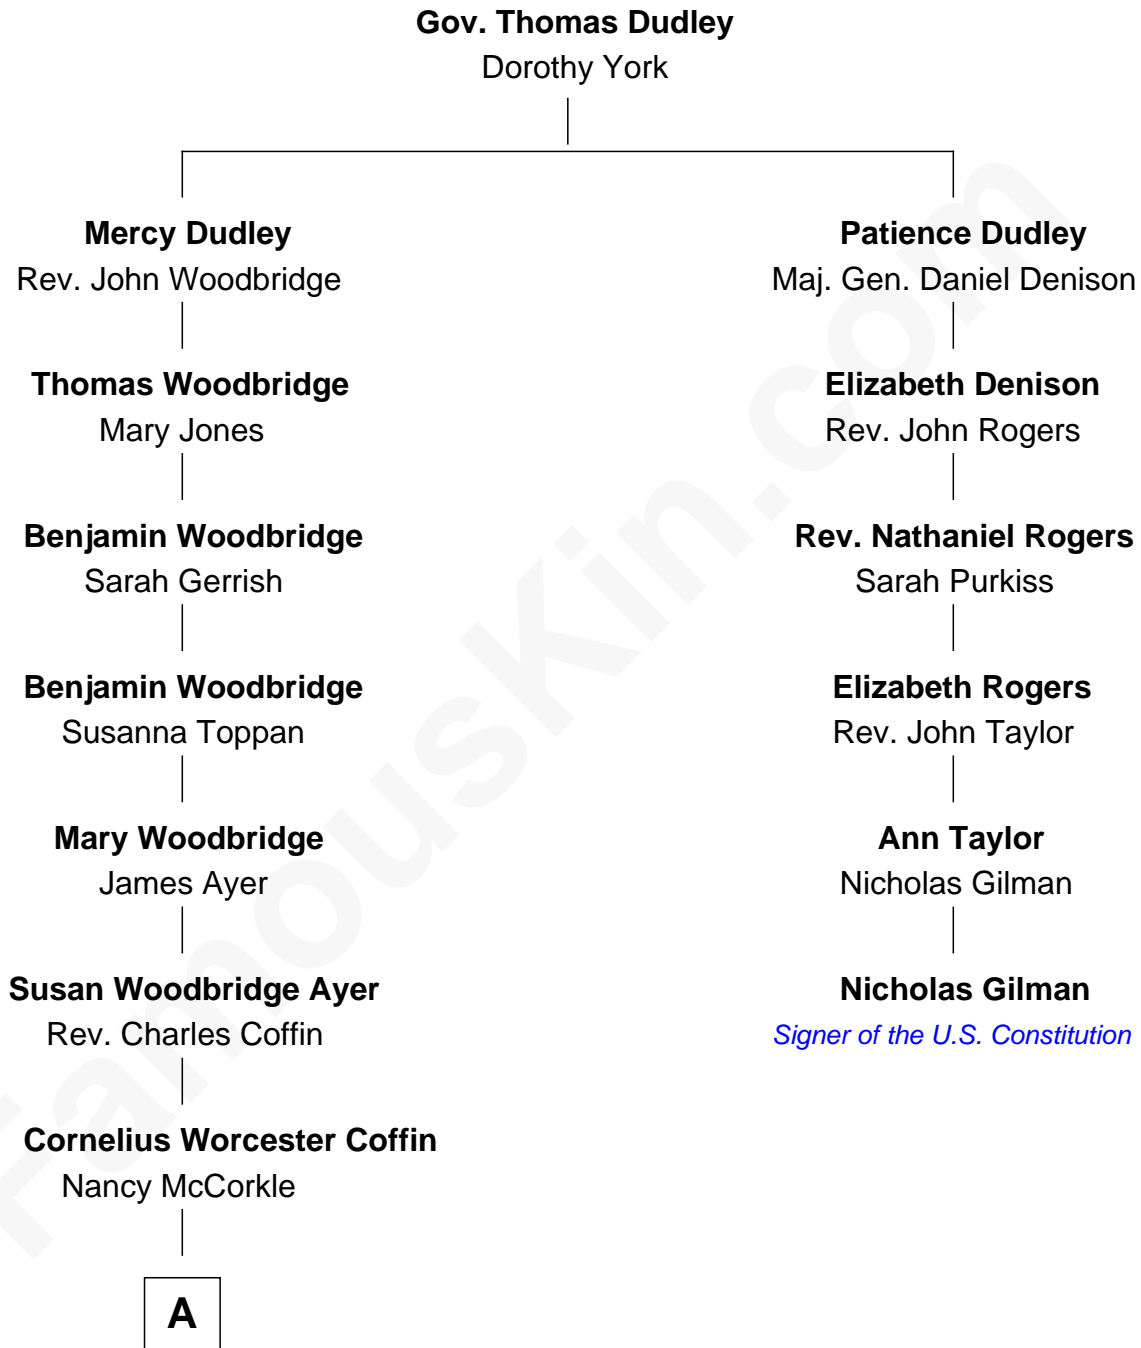 Gov. Thomas Dudley
Dorothy York
Mercy Dudley
Rev. John Woodbridge
Patience Dudley
Maj. Gen. Daniel Denison
Thomas Woodbridge
Mary Jones
Elizabeth Denison
Rev. John Rogers
Benjamin Woodbridge
Sarah Gerrish
Rev. Nathaniel Rogers
Sarah Purkiss
Benjamin Woodbridge
Susanna Toppan
Elizabeth Rogers
Rev. John Taylor
Mary Woodbridge
James Ayer
Ann Taylor
Nicholas Gilman
Susan Woodbridge Ayer
Rev. Charles Coffin
Nicholas Gilman
Signer of the U.S. Constitution
Cornelius Worcester Coffin
Nancy McCorkle
A
FamousKin.com